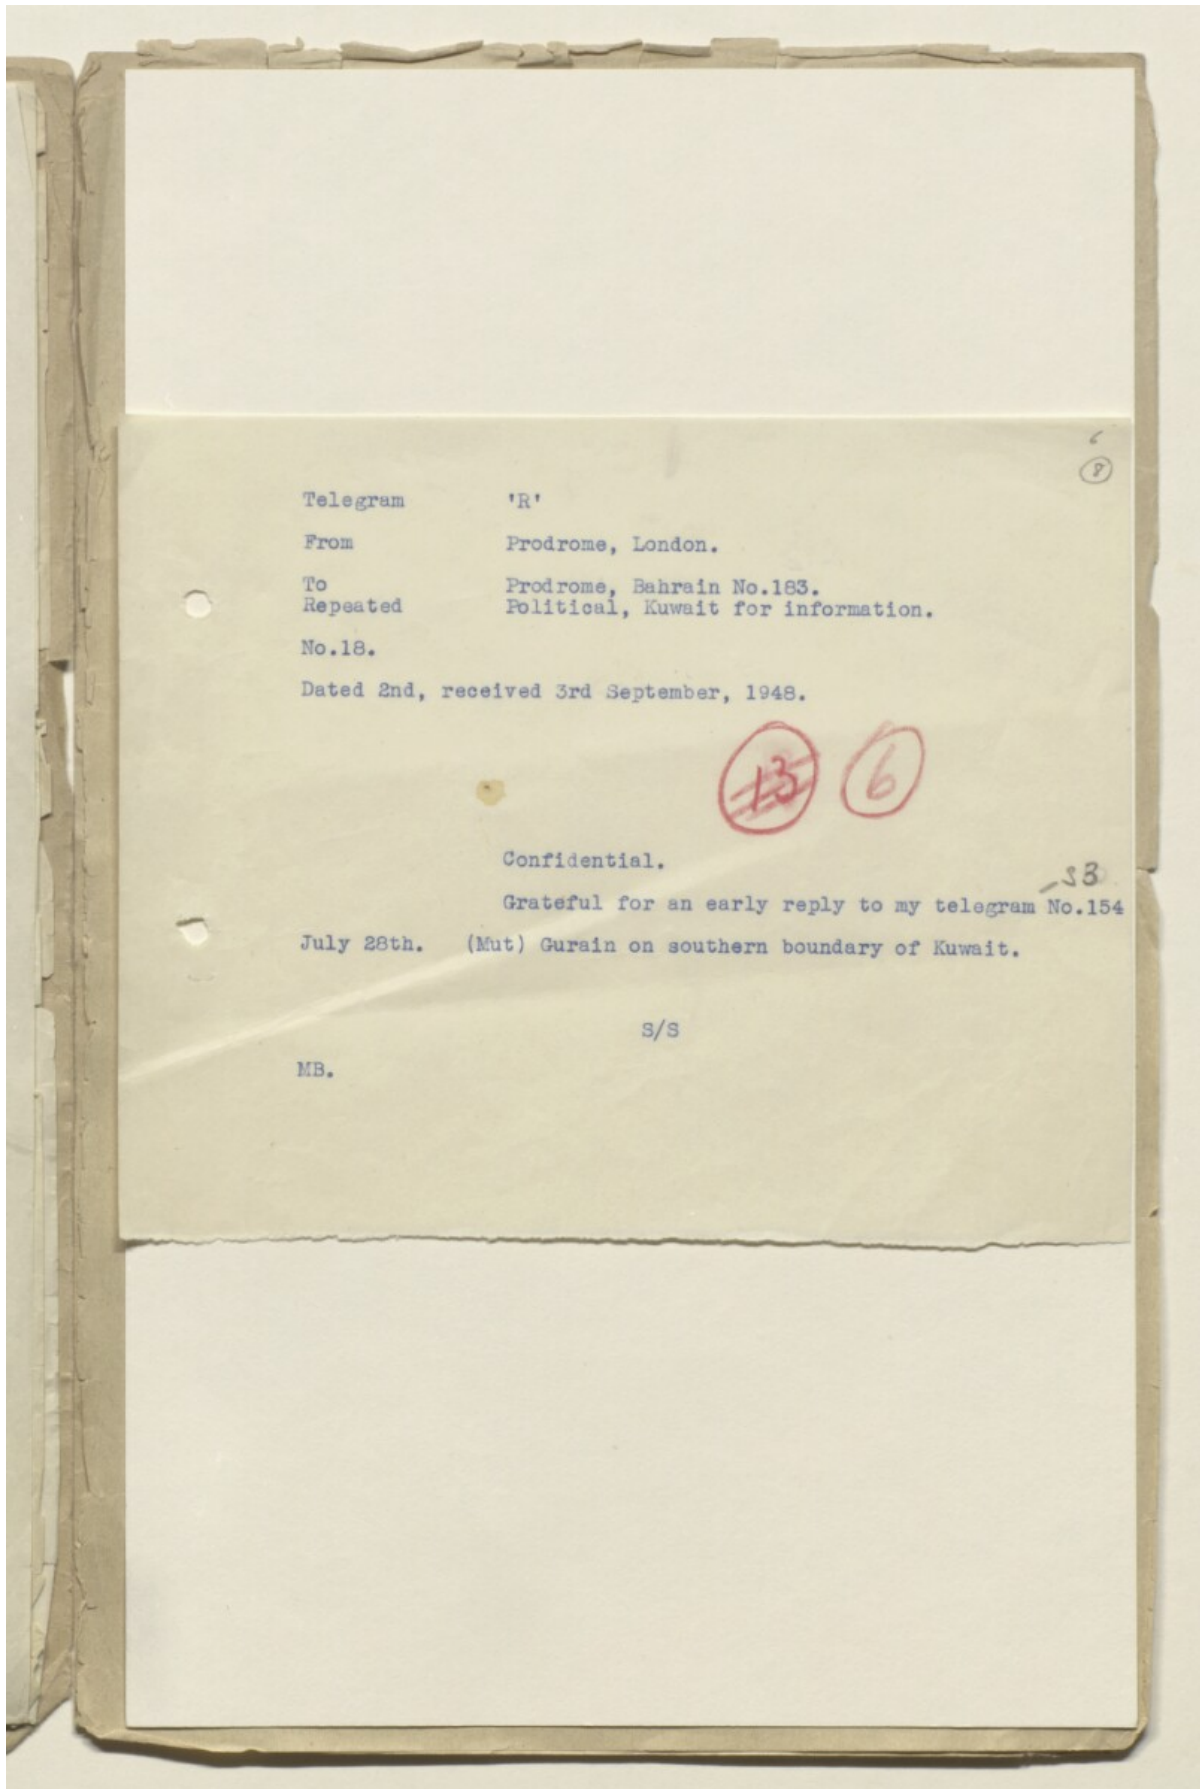 6
8
Telegram 'R'
From Prodrome, London.
To Prodrome, Bahrain No.183.
Repeated Political, Kuwait for information.
No.18.
Dated 2nd, received 3rd September, 1948.
13 6
Confidential.
S3
Grateful for an early reply to my telegram No.154
July 28th. (Mut) Gurain on southern boundary of Kuwait.
S/S
MB.